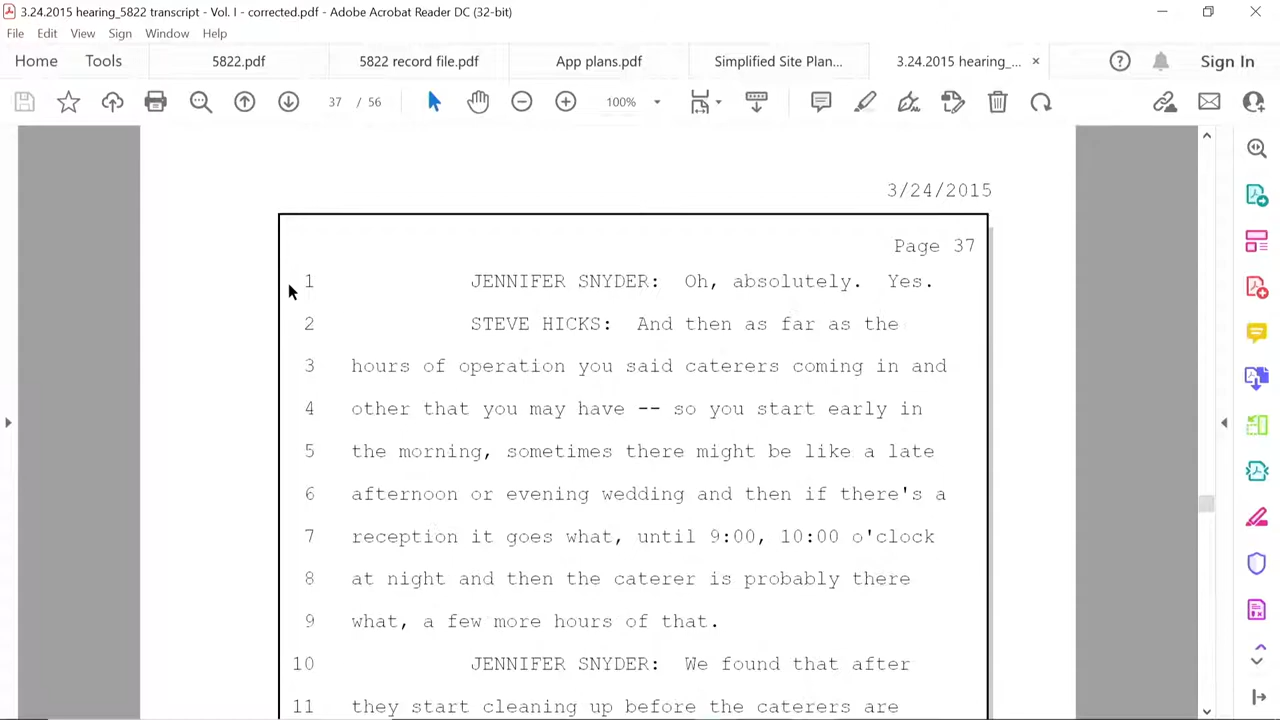 3.24.2015 hearing_5822 transcript - Vol. I - corrected.pdf - Adobe Acrobat Reader DC (32-bit)
File Edit View Sign Window Help
Home Tools 5822.pdf 5822 record file.pdf App plans.pdf Simplified Site Plan... 3.24.2015 hearing_... × Sign In
37 / 56 100%
3/24/2015
Page 37
1 JENNIFER SNYDER: Oh, absolutely. Yes.
2 STEVE HICKS: And then as far as the
3 hours of operation you said caterers coming in and
4 other that you may have -- so you start early in
5 the morning, sometimes there might be like a late
6 afternoon or evening wedding and then if there's a
7 reception it goes what, until 9:00, 10:00 o'clock
8 at night and then the caterer is probably there
9 what, a few more hours of that.
10 JENNIFER SNYDER: We found that after
11 they start cleaning up before the caterers are